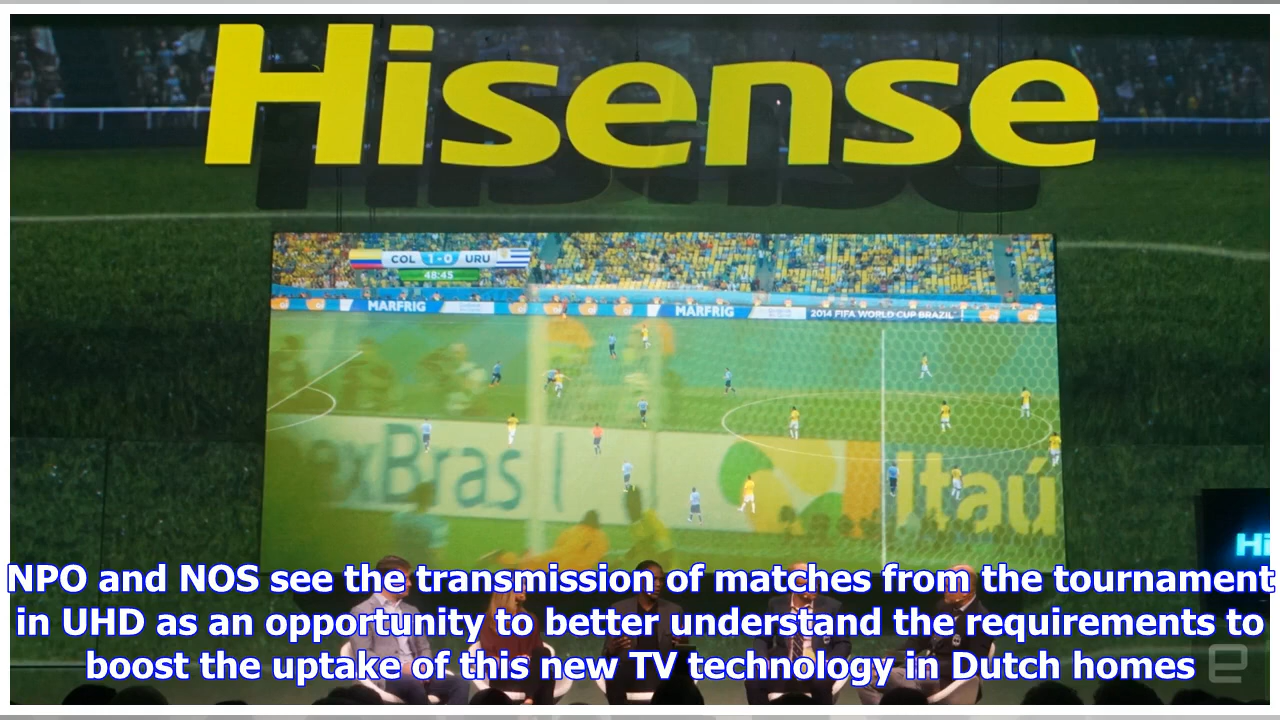 Hisense
COL 1-0 URU
48:45
MARFRIG
MARFRIG
2014 FIFA WORLD CUP BRAZIL
Bras
Itaú
Hi
NPO and NOS see the transmission of matches from the tournament
in UHD as an opportunity to better understand the requirements to
boost the uptake of this new TV technology in Dutch homes
e